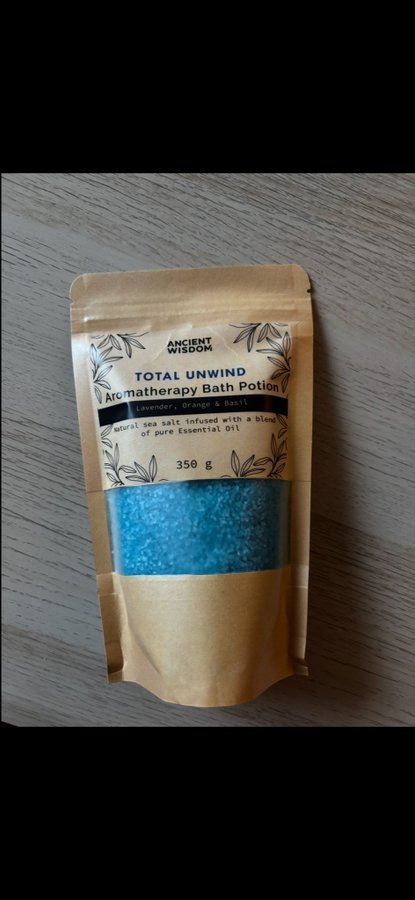 ANCIENT
WISDOM
TOTAL UNWIND
Aromatherapy Bath Potion
Lavender, Orange & Basil
Natural sea salt infused with a blend
of pure Essential Oil
350 g